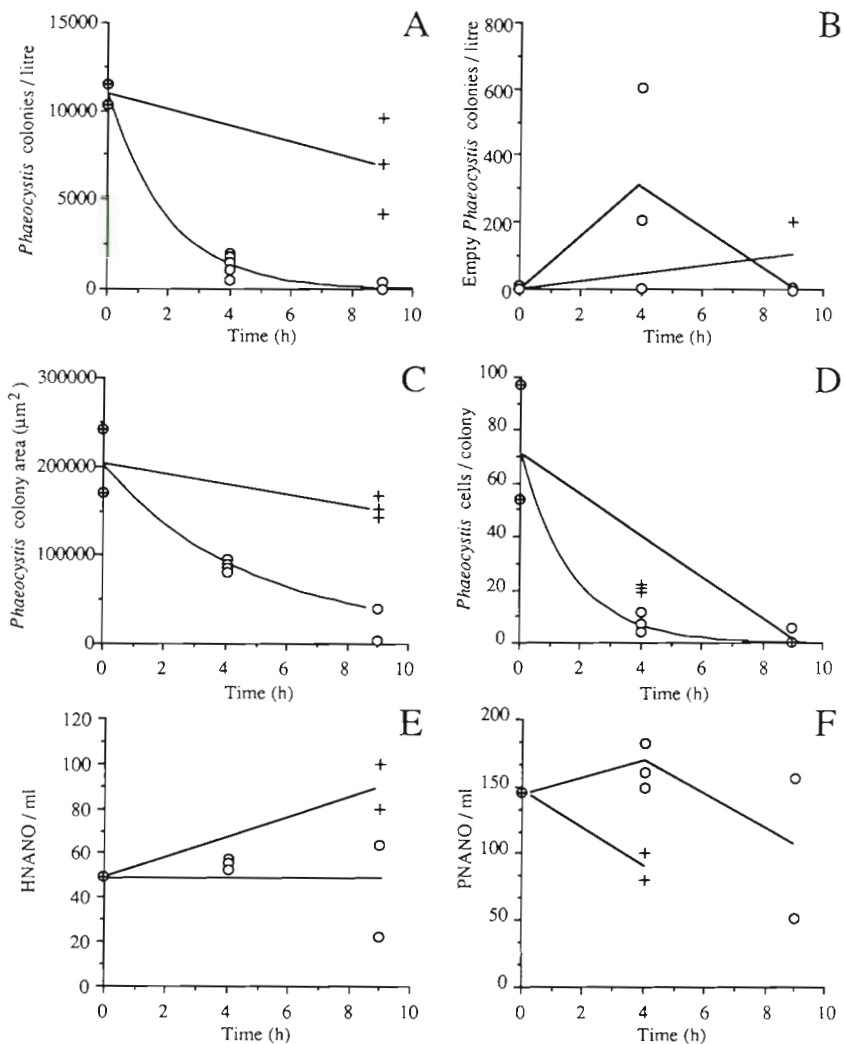 A
Phaeocystis colonies / litre
15000
10000
5000
0
0 2 4 6 8 10
Time (h)
B
Empty Phaeocystis colonies / litre
800
600
400
200
0
0 2 4 6 8 10
Time (h)
C
Phaeocystis colony area (µm2)
300000
200000
100000
0
0 2 4 6 8 10
Time (h)
D
Phaeocystis cells / colony
100
80
60
40
20
0
0 2 4 6 8 10
Time (h)
E
HNANO / ml
120
100
80
60
40
20
0
0 2 4 6 8 10
Time (h)
F
PNANO / ml
200
150
100
50
0
0 2 4 6 8 10
Time (h)